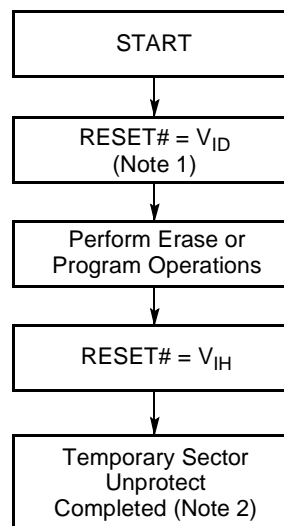 START
RESET# = VID
(Note 1)
Perform Erase or
Program Operations
RESET# = VIH
Temporary Sector
Unprotect
Completed (Note 2)